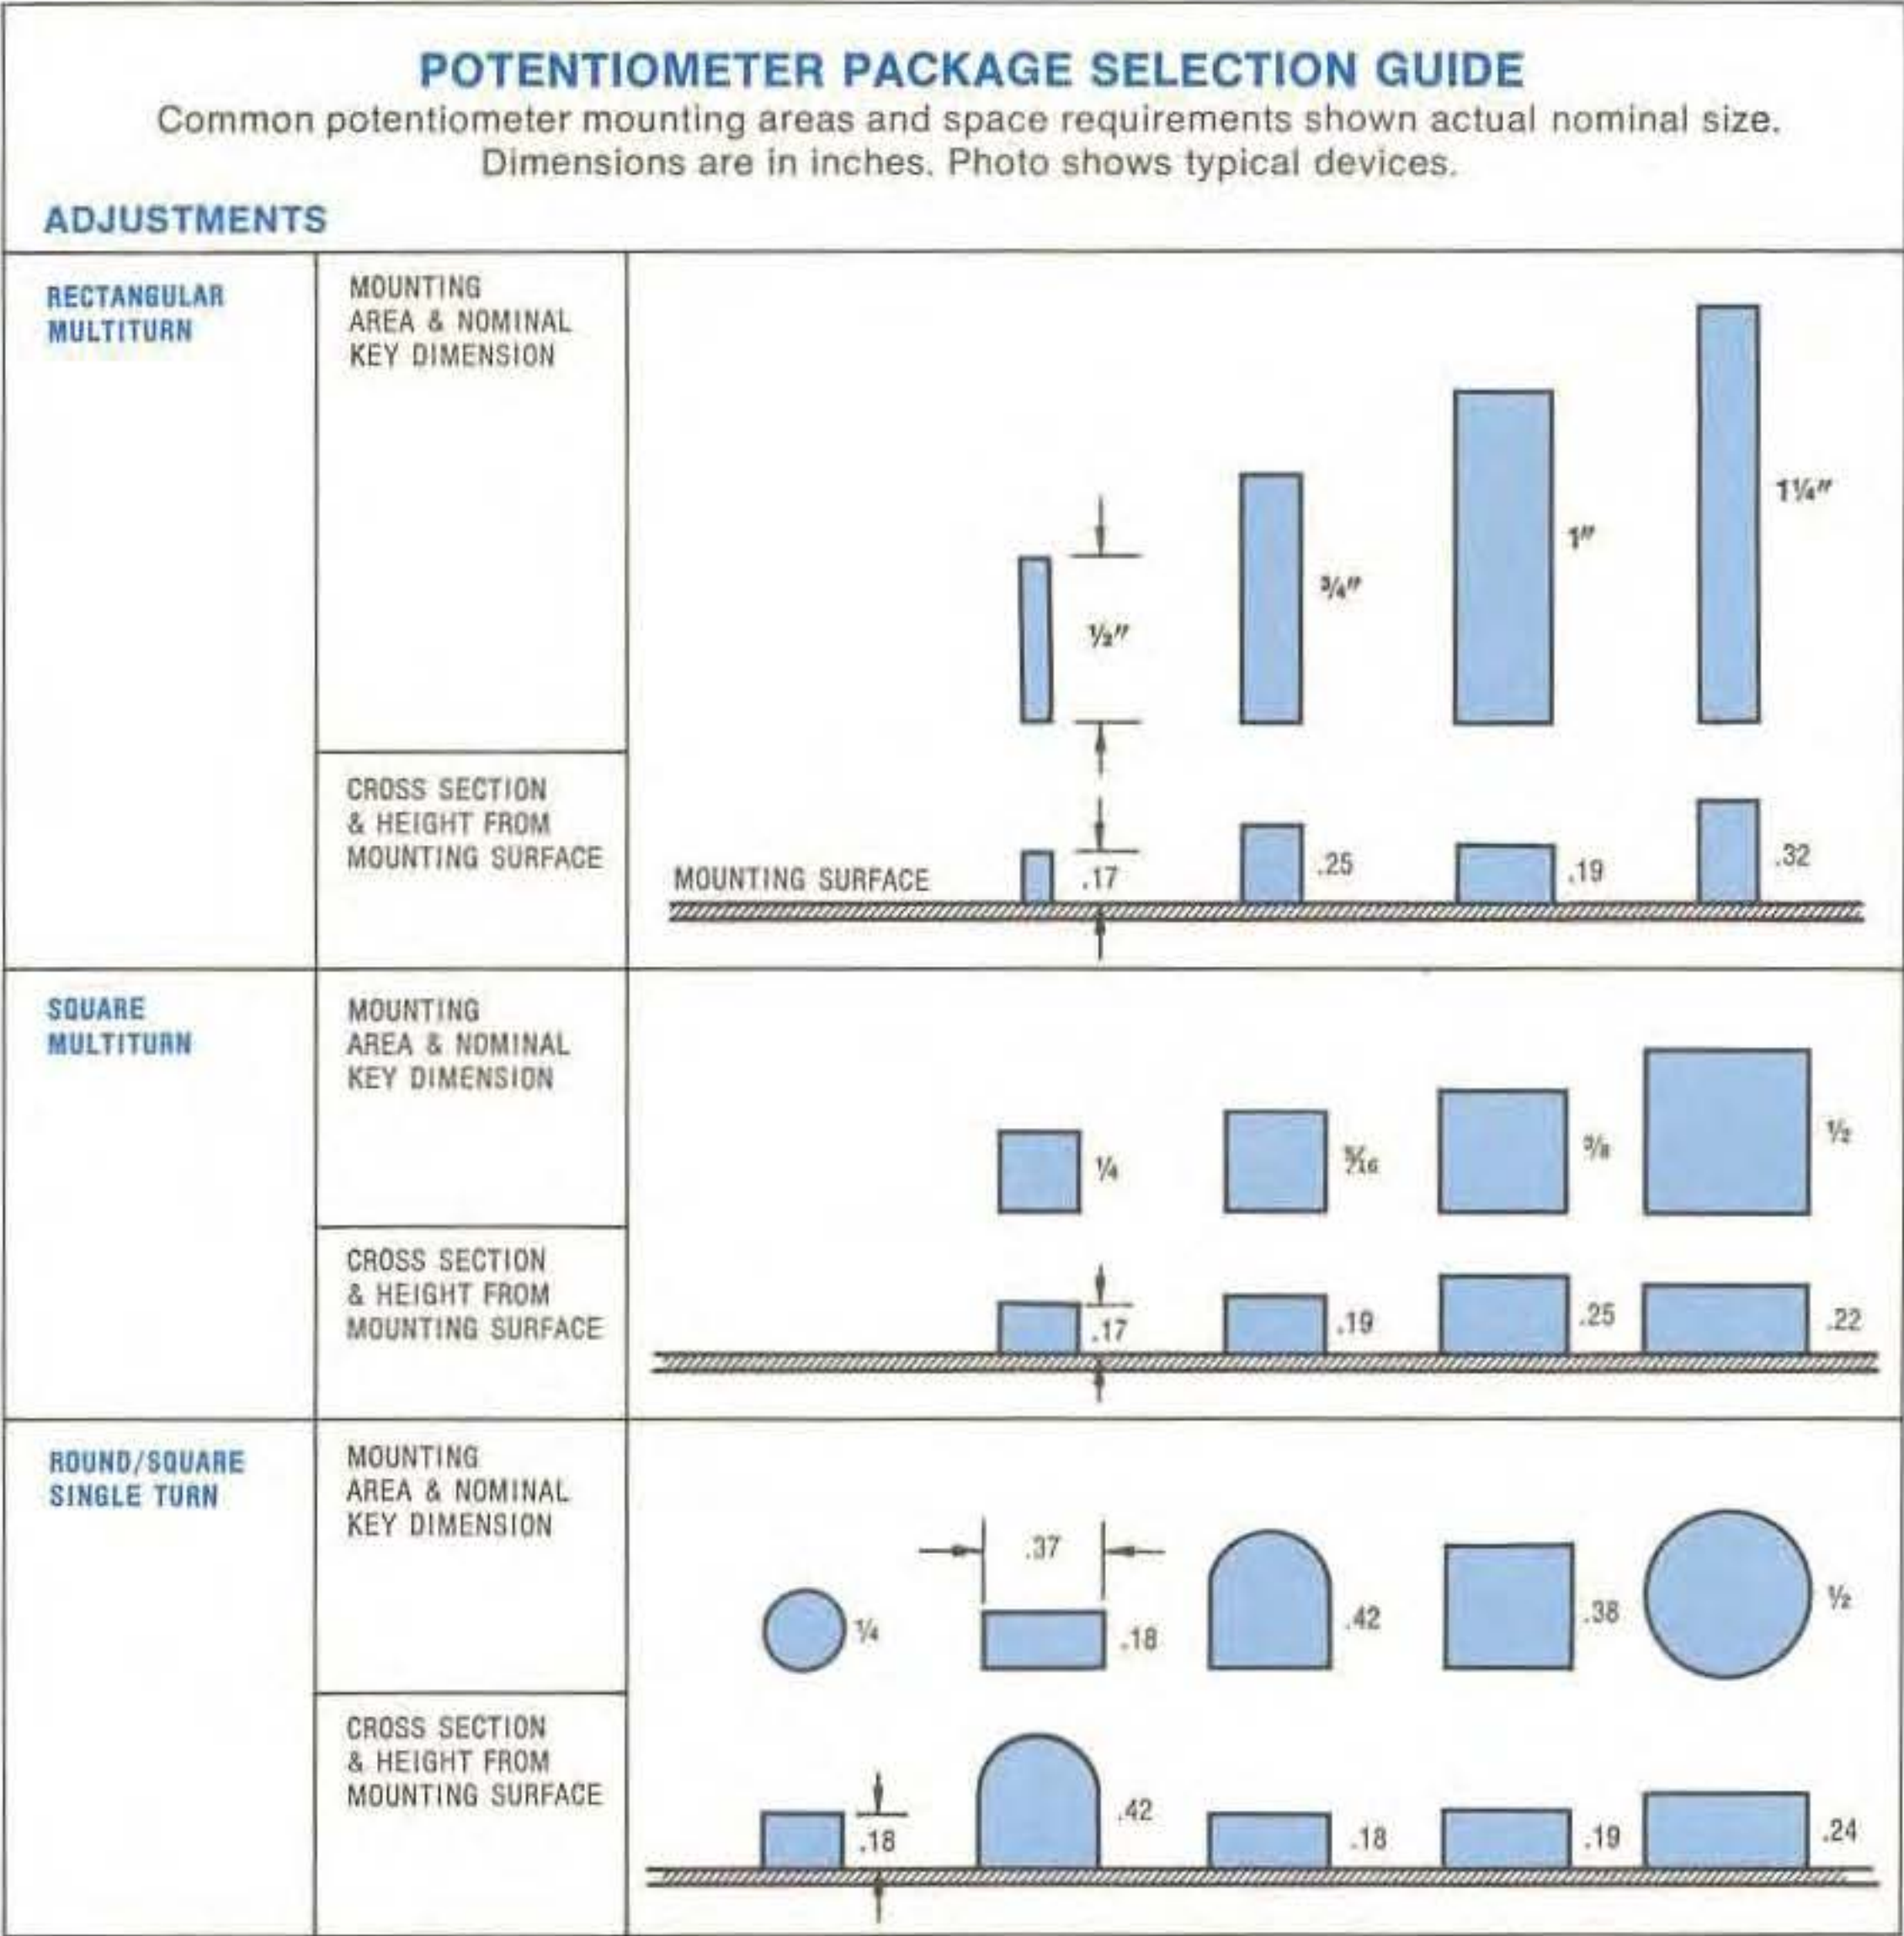 POTENTIOMETER PACKAGE SELECTION GUIDE
Common potentiometer mounting areas and space requirements shown actual nominal size.
Dimensions are in inches. Photo shows typical devices.
ADJUSTMENTS
RECTANGULAR
MULTITURN
MOUNTING
AREA & NOMINAL
KEY DIMENSION
½"
¾"
1"
1¼"
CROSS SECTION
& HEIGHT FROM
MOUNTING SURFACE
MOUNTING SURFACE
.17
.25
.19
.32
SQUARE
MULTITURN
MOUNTING
AREA & NOMINAL
KEY DIMENSION
¼
5/16
⅜
½
CROSS SECTION
& HEIGHT FROM
MOUNTING SURFACE
.17
.19
.25
.22
ROUND/SQUARE
SINGLE TURN
MOUNTING
AREA & NOMINAL
KEY DIMENSION
¼
.37
.18
.42
.38
½
CROSS SECTION
& HEIGHT FROM
MOUNTING SURFACE
.18
.42
.18
.19
.24